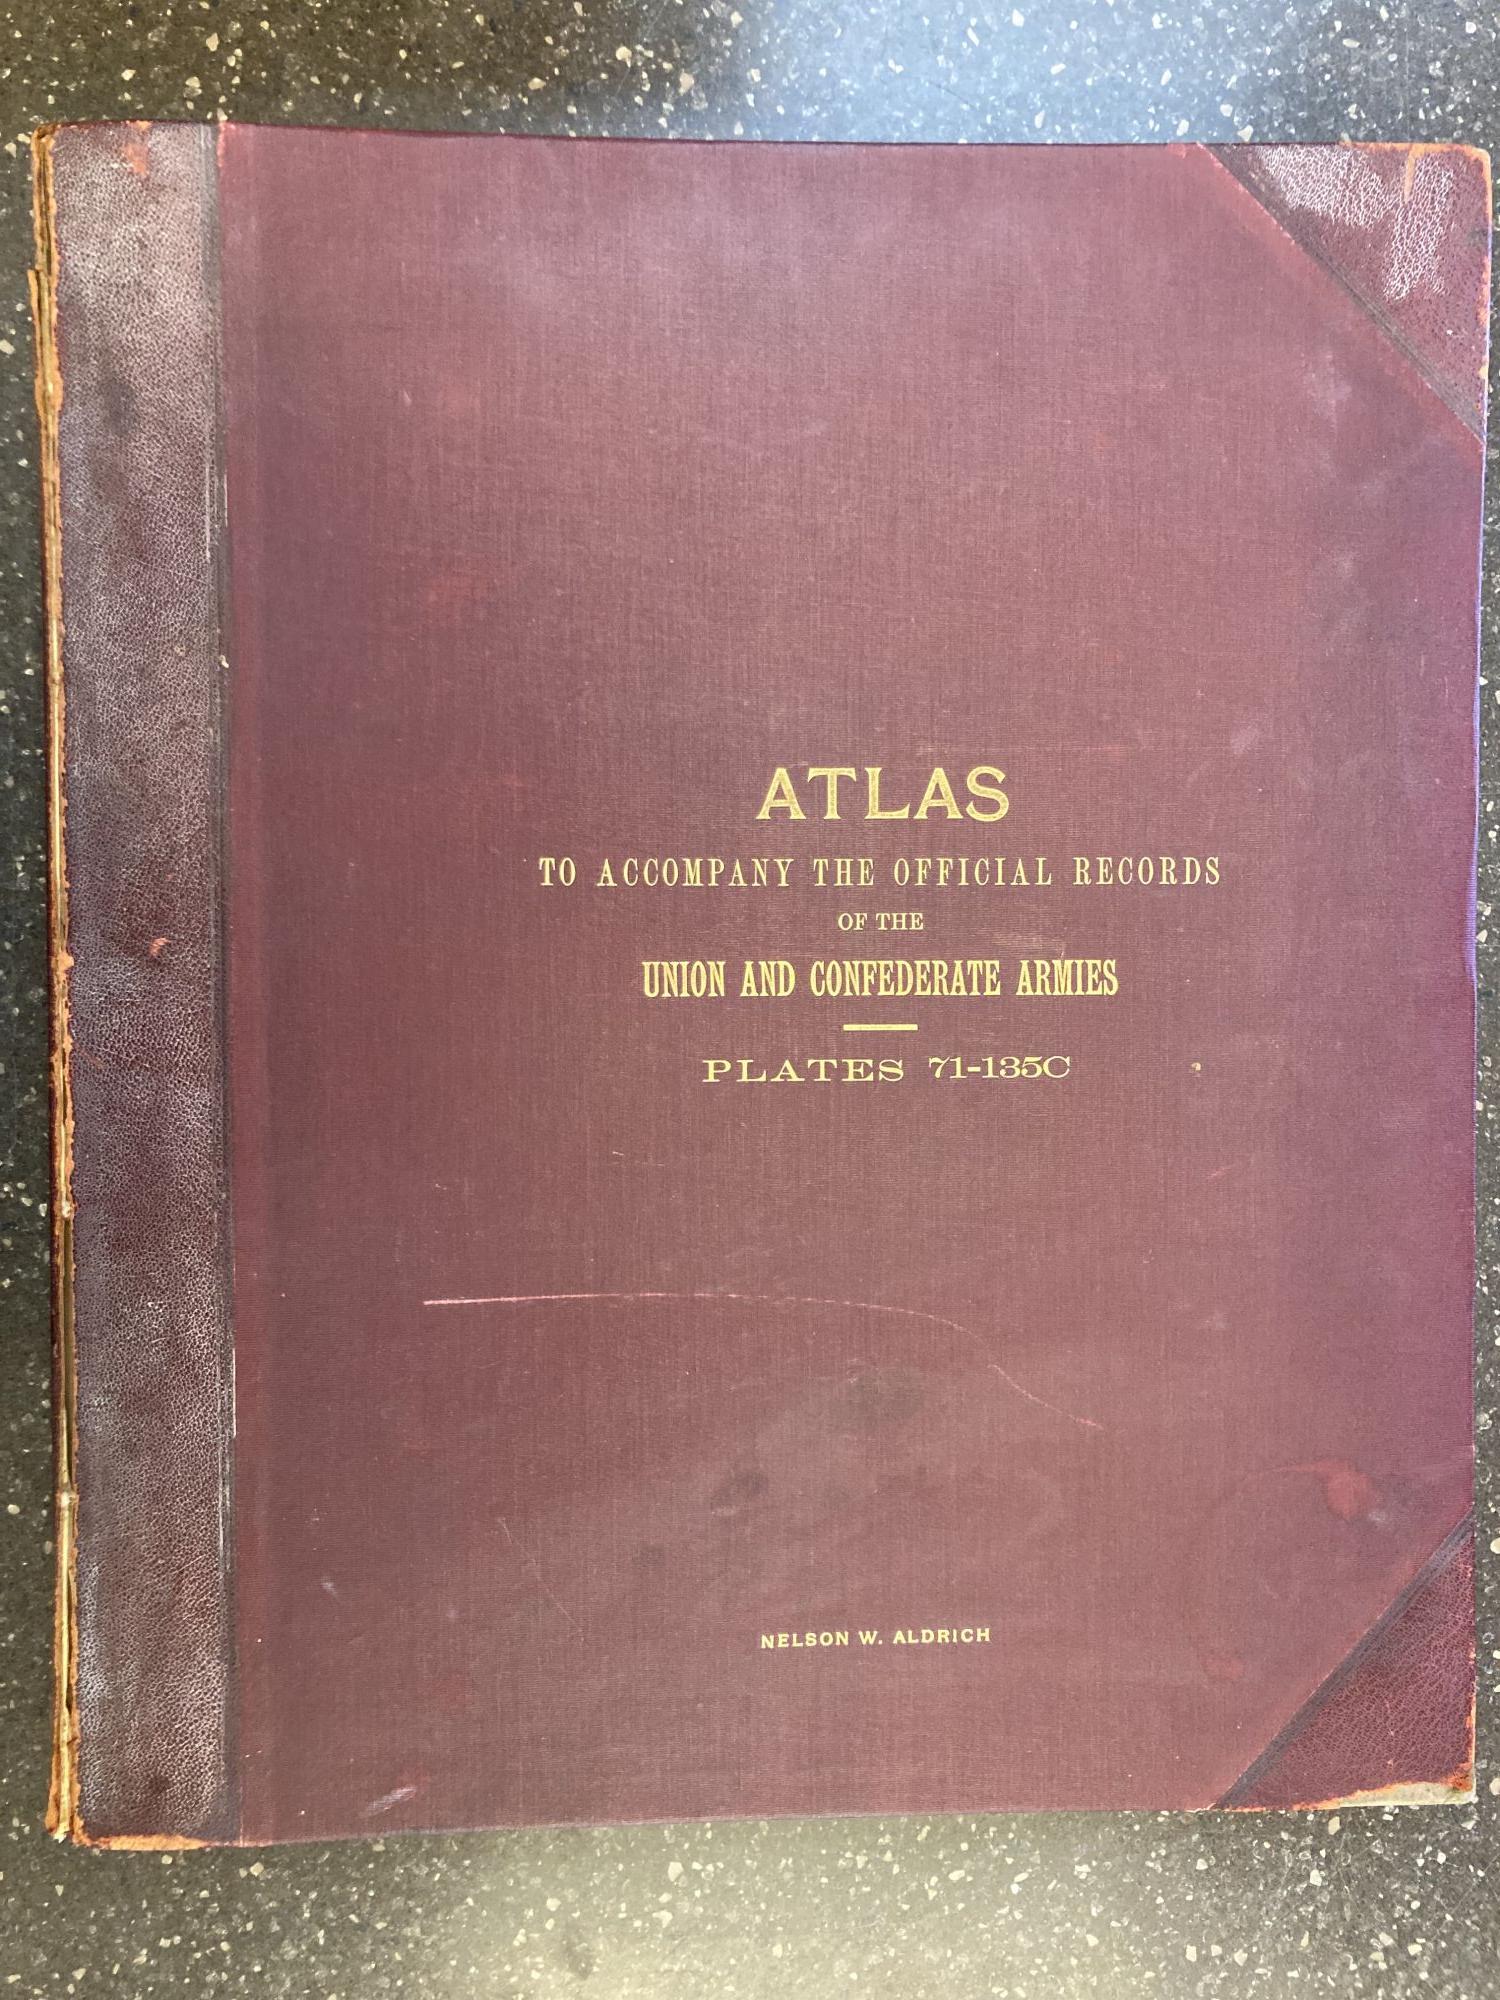 ATLAS
TO ACCOMPANY THE OFFICIAL RECORDS
OF THE
UNION AND CONFEDERATE ARMIES
PLATES 71-135C
NELSON W. ALDRICH